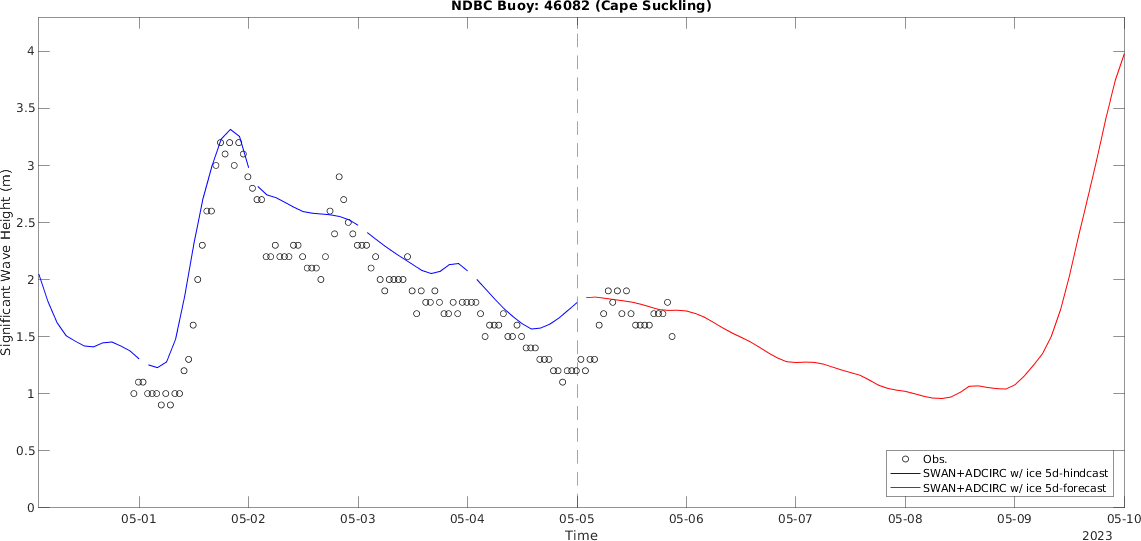 NDBC Buoy: 46082 (Cape Suckling)
Significant Wave Height (m)
4
3.5
3
2.5
2
1.5
1
0.5
0
Obs.
SWAN+ADCIRC w/ ice 5d-hindcast
SWAN+ADCIRC w/ ice 5d-forecast
05-01 05-02 05-03 05-04 05-05 05-06 05-07 05-08 05-09 05-10
Time
2023